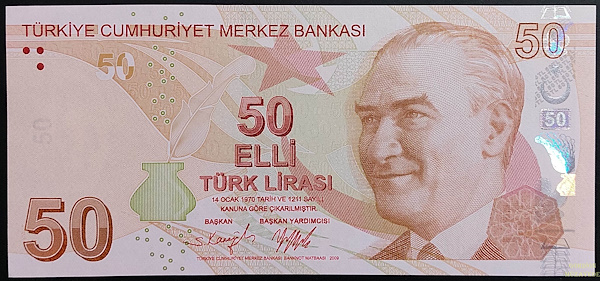 TÜRKİYE CUMHURİYET MERKEZ BANKASI
50
50
50
50
50
50
ELLİ
TÜRK LİRASI
14 OCAK 1970 TARİH VE 1211 SAYILI
KANUNA GÖRE ÇIKARILMIŞTIR.
BAŞKAN BAŞKAN YARDIMCISI
50
TÜRKİYE CUMHURİYET MERKEZ BANKASI BANKNOT MATBAASI 2009